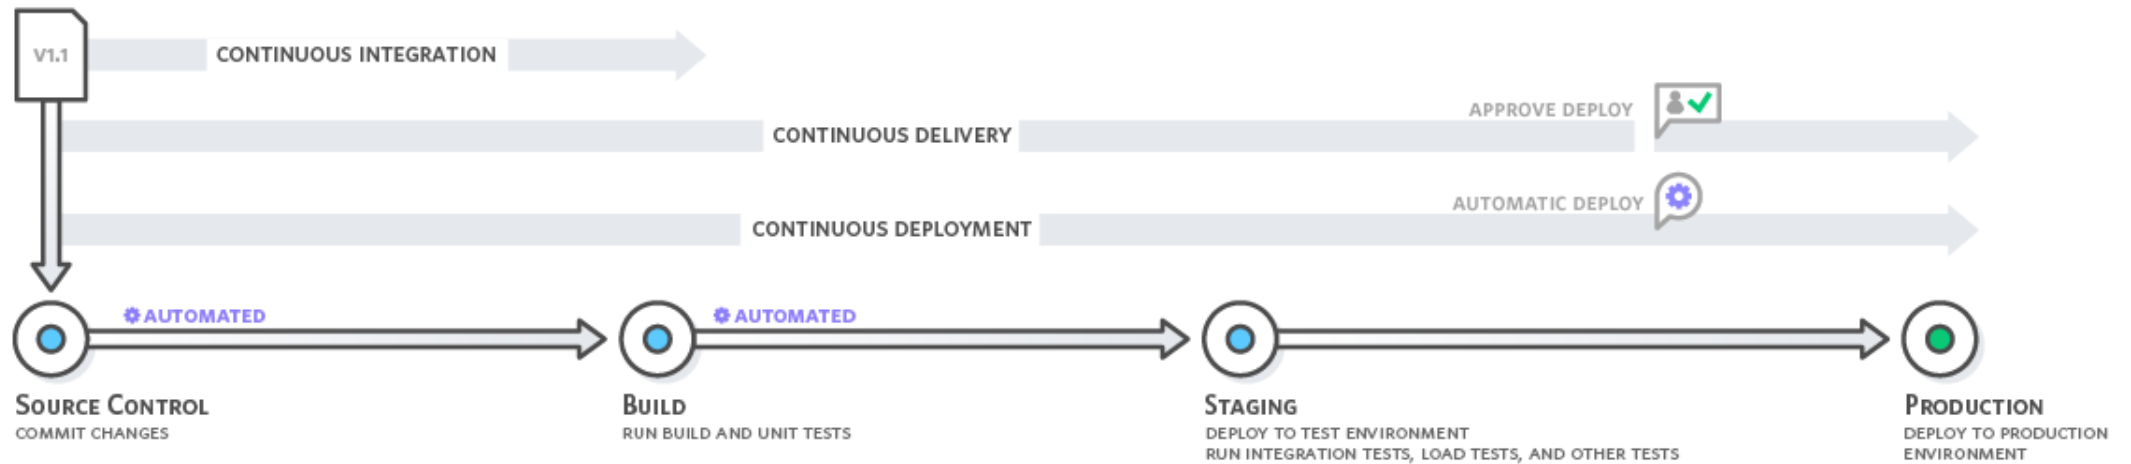 V1.1
CONTINUOUS INTEGRATION
APPROVE DEPLOY
CONTINUOUS DELIVERY
AUTOMATIC DEPLOY
CONTINUOUS DEPLOYMENT
AUTOMATED
AUTOMATED
SOURCE CONTROL
COMMIT CHANGES
BUILD
RUN BUILD AND UNIT TESTS
STAGING
DEPLOY TO TEST ENVIRONMENT
RUN INTEGRATION TESTS, LOAD TESTS, AND OTHER TESTS
PRODUCTION
DEPLOY TO PRODUCTION
ENVIRONMENT